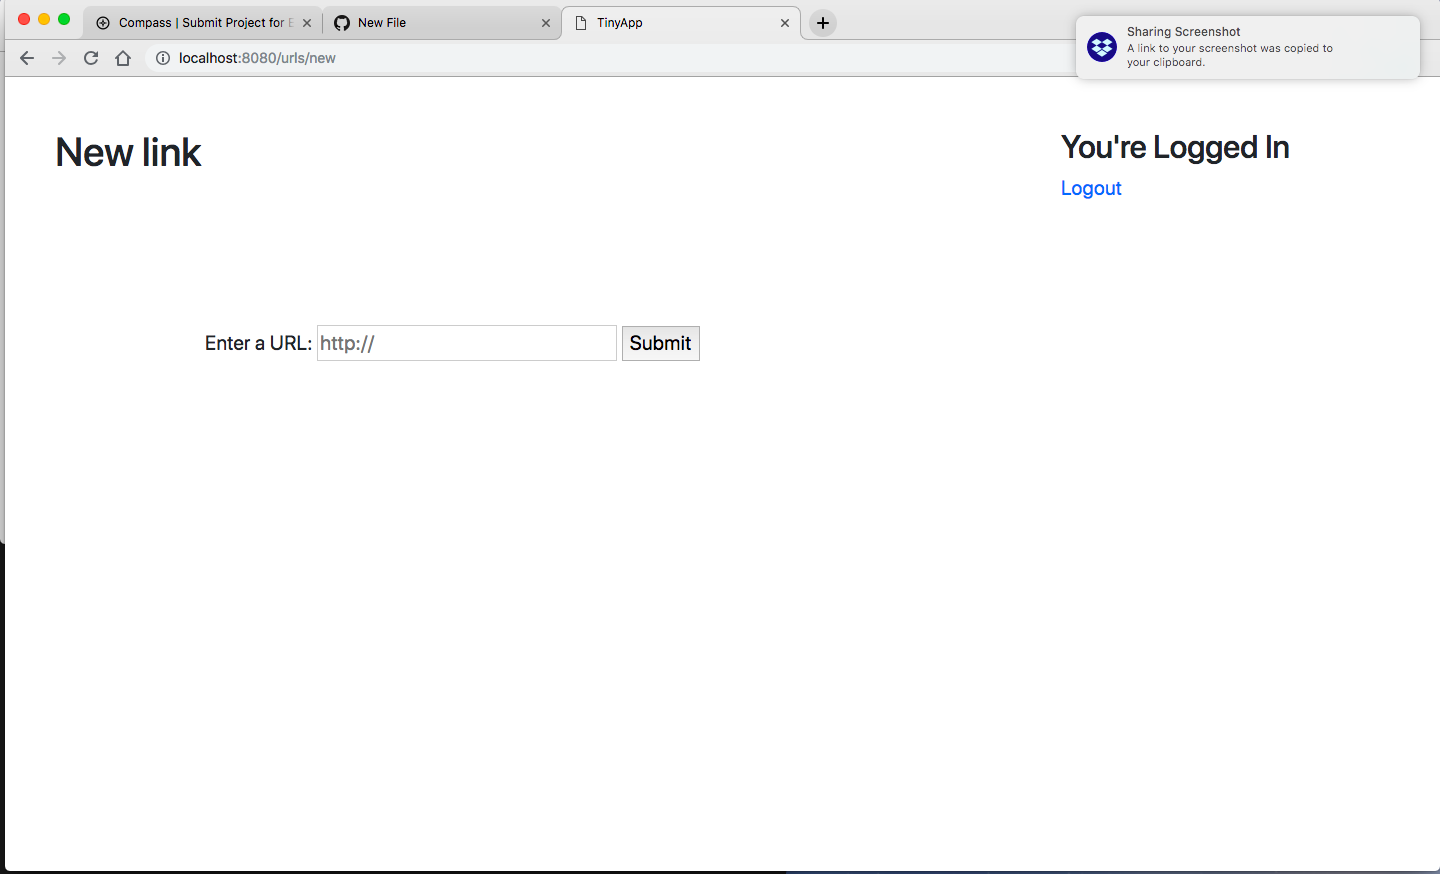 Compass | Submit Project for E
New File
TinyApp
localhost:8080/urls/new
Sharing Screenshot
A link to your screenshot was copied to
your clipboard.
New link
You're Logged In
Logout
Enter a URL: http:// Submit